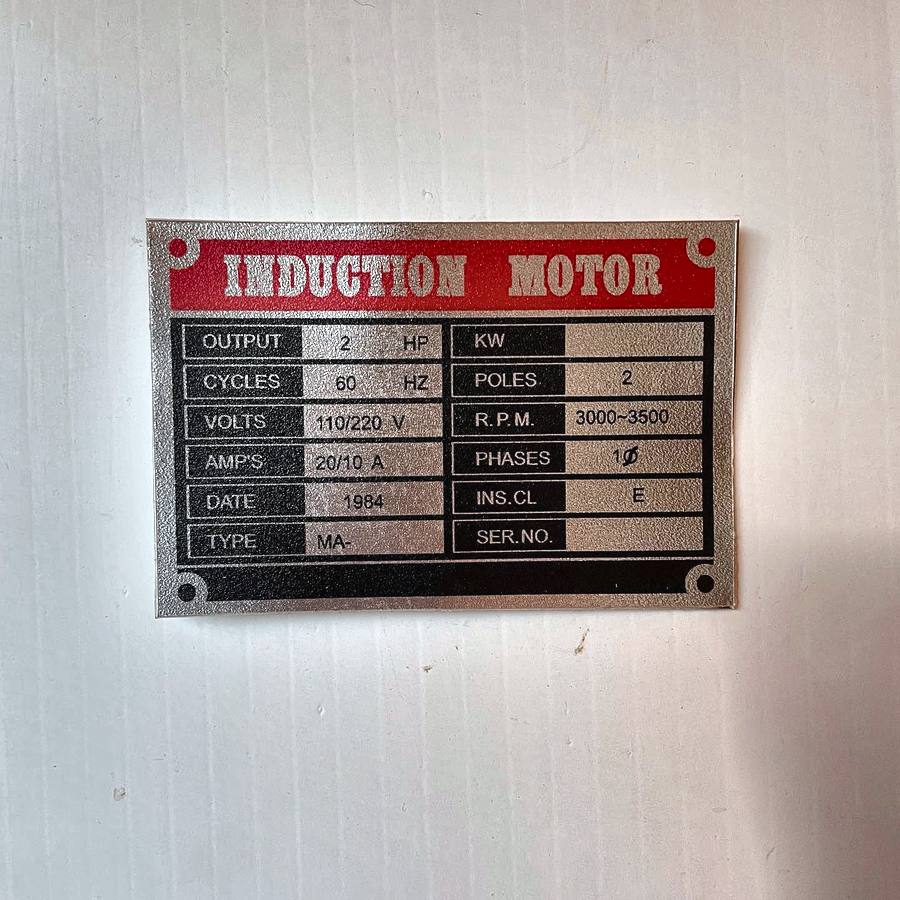 INDUCTION MOTOR
OUTPUT 2 HP KW
CYCLES 60 HZ POLES 2
VOLTS 110/220 V R.P.M. 3000~3500
AMP'S 20/10 A PHASES 1Ø
DATE 1984 INS.CL E
TYPE MA- SER.NO.